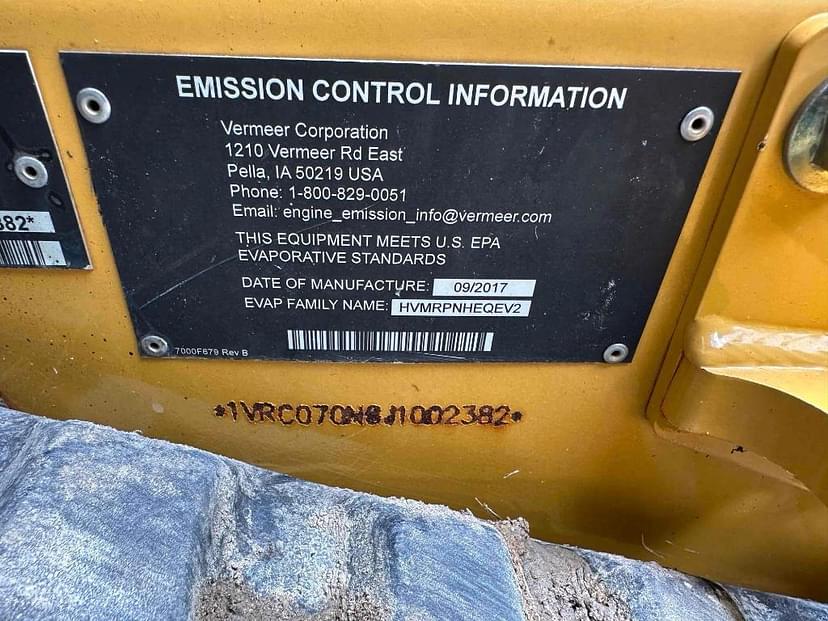 EMISSION CONTROL INFORMATION
Vermeer Corporation
1210 Vermeer Rd East
Pella, IA 50219 USA
Phone: 1-800-829-0051
Email: engine_emission_info@vermeer.com
THIS EQUIPMENT MEETS U.S. EPA
EVAPORATIVE STANDARDS
DATE OF MANUFACTURE: 09/2017
EVAP FAMILY NAME: HVMRPNHEQEV2
7000F679 Rev B
382*
*1VRC070N8J1002382*